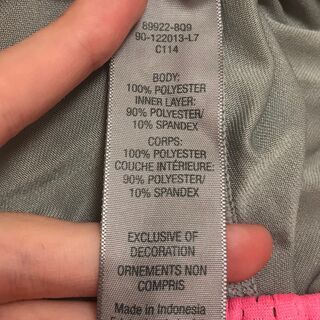 89922-8Q9
90-122013-L7
C114
BODY:
100% POLYESTER
INNER LAYER:
90% POLYESTER/
10% SPANDEX
CORPS:
100% POLYESTER
COUCHE INTÉRIEURE:
90% POLYESTER/
10% SPANDEX
EXCLUSIVE OF
DECORATION
ORNEMENTS NON
COMPRIS
Made in Indonesia